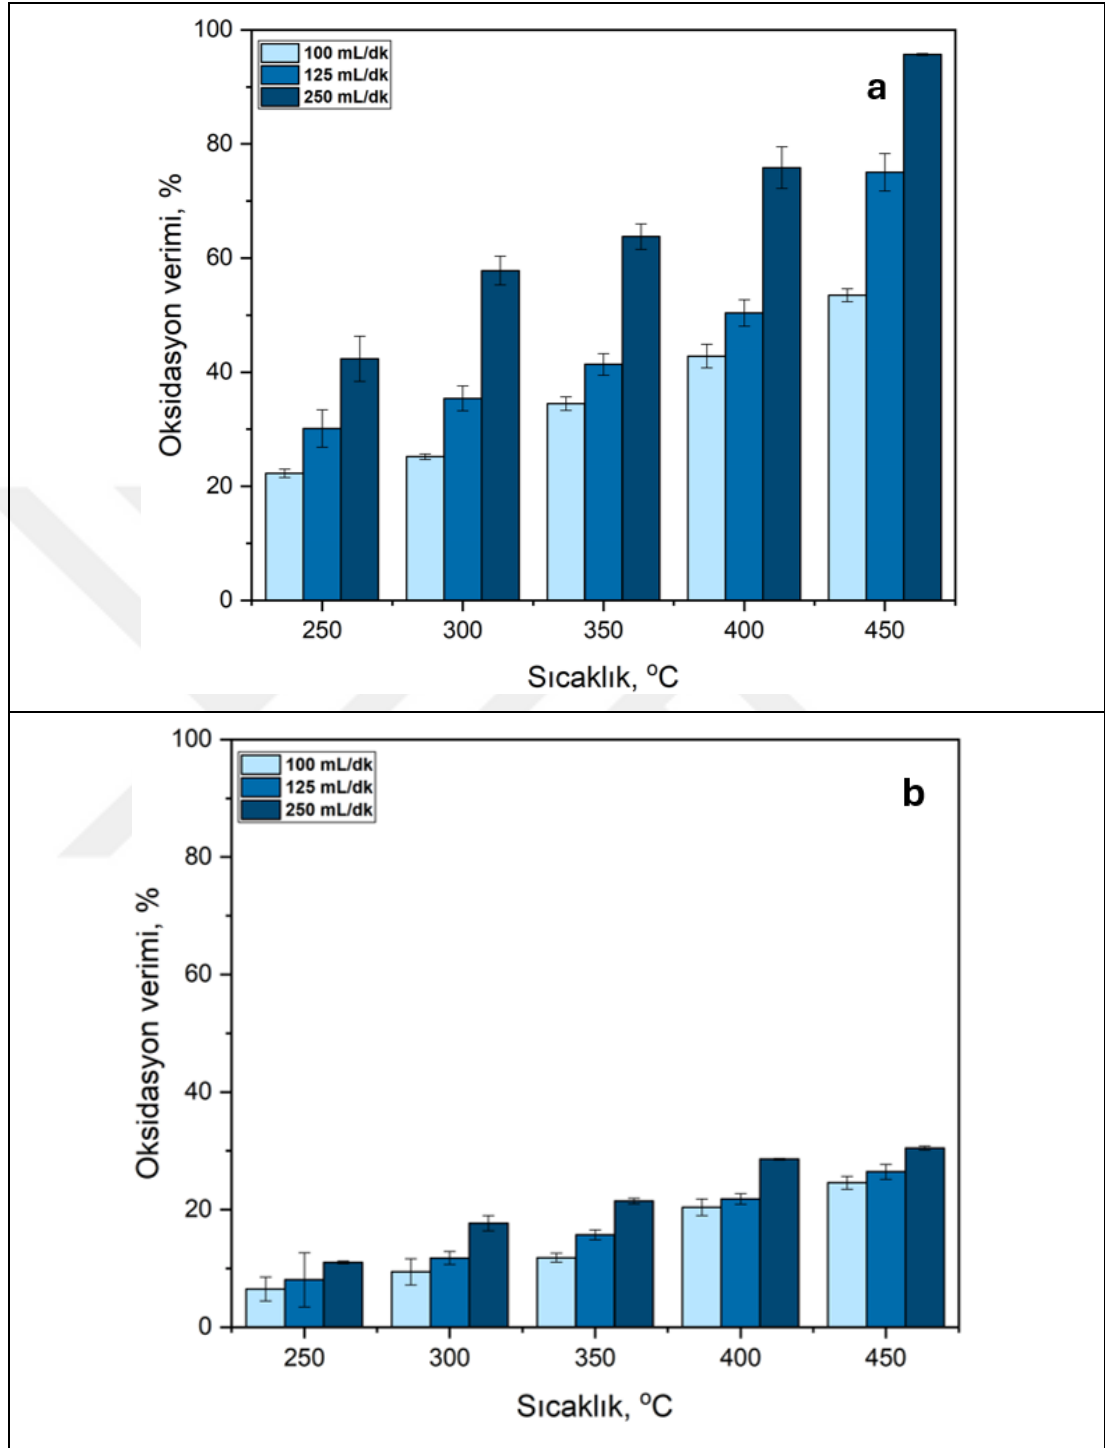 100
80
60
40
20
0
Oksidasyon verimi, %
100 mL/dk
125 mL/dk
250 mL/dk
a
250 300 350 400 450
Sıcaklık, °C
100
80
60
40
20
0
Oksidasyon verimi, %
100 mL/dk
125 mL/dk
250 mL/dk
b
250 300 350 400 450
Sıcaklık, °C